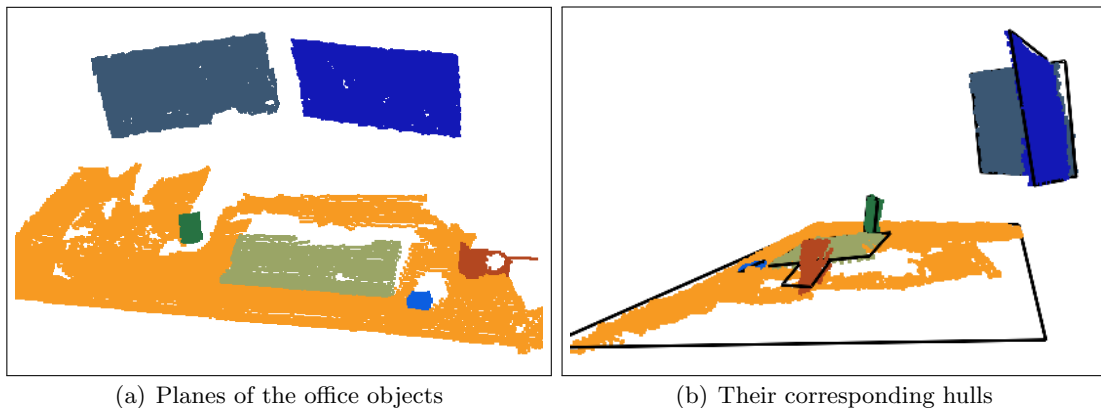 (a) Planes of the office objects
(b) Their corresponding hulls